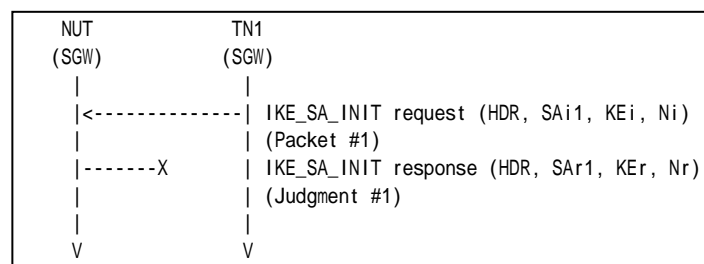 NUT TN1
(SGW) (SGW)
| |
|<--------------| IKE_SA_INIT request (HDR, SAi1, KEi, Ni)
| | (Packet #1)
|-------X | IKE_SA_INIT response (HDR, SAr1, KEr, Nr)
| | (Judgment #1)
| |
V V